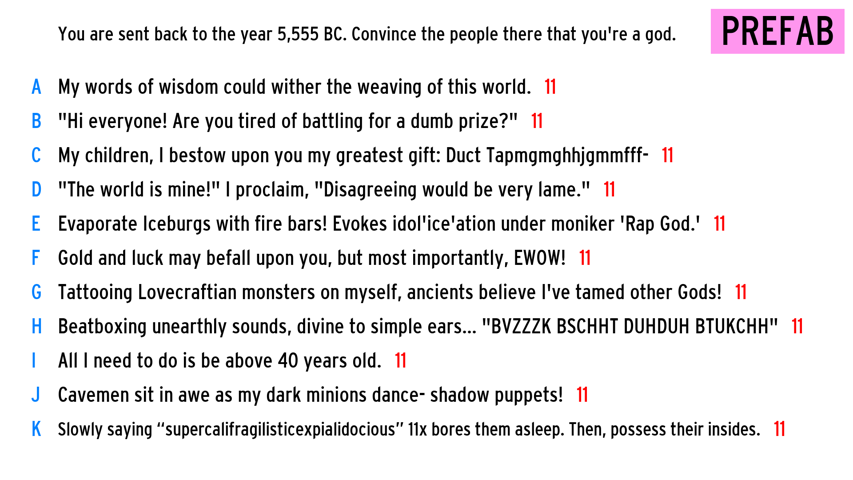 You are sent back to the year 5,555 BC. Convince the people there that you're a god.
PREFAB
A My words of wisdom could wither the weaving of this world. 11
B "Hi everyone! Are you tired of battling for a dumb prize?" 11
C My children, I bestow upon you my greatest gift: Duct Tapmgmghhjgmmfff- 11
D "The world is mine!" I proclaim, "Disagreeing would be very lame." 11
E Evaporate Iceburgs with fire bars! Evokes idol'ice'ation under moniker 'Rap God.' 11
F Gold and luck may befall upon you, but most importantly, EWOW! 11
G Tattooing Lovecraftian monsters on myself, ancients believe I've tamed other Gods! 11
H Beatboxing unearthly sounds, divine to simple ears... "BVZZZK BSCHHT DUHDUH BTUKCHH" 11
I All I need to do is be above 40 years old. 11
J Cavemen sit in awe as my dark minions dance- shadow puppets! 11
K Slowly saying “supercalifragilisticexpialidocious” 11x bores them asleep. Then, possess their insides. 11